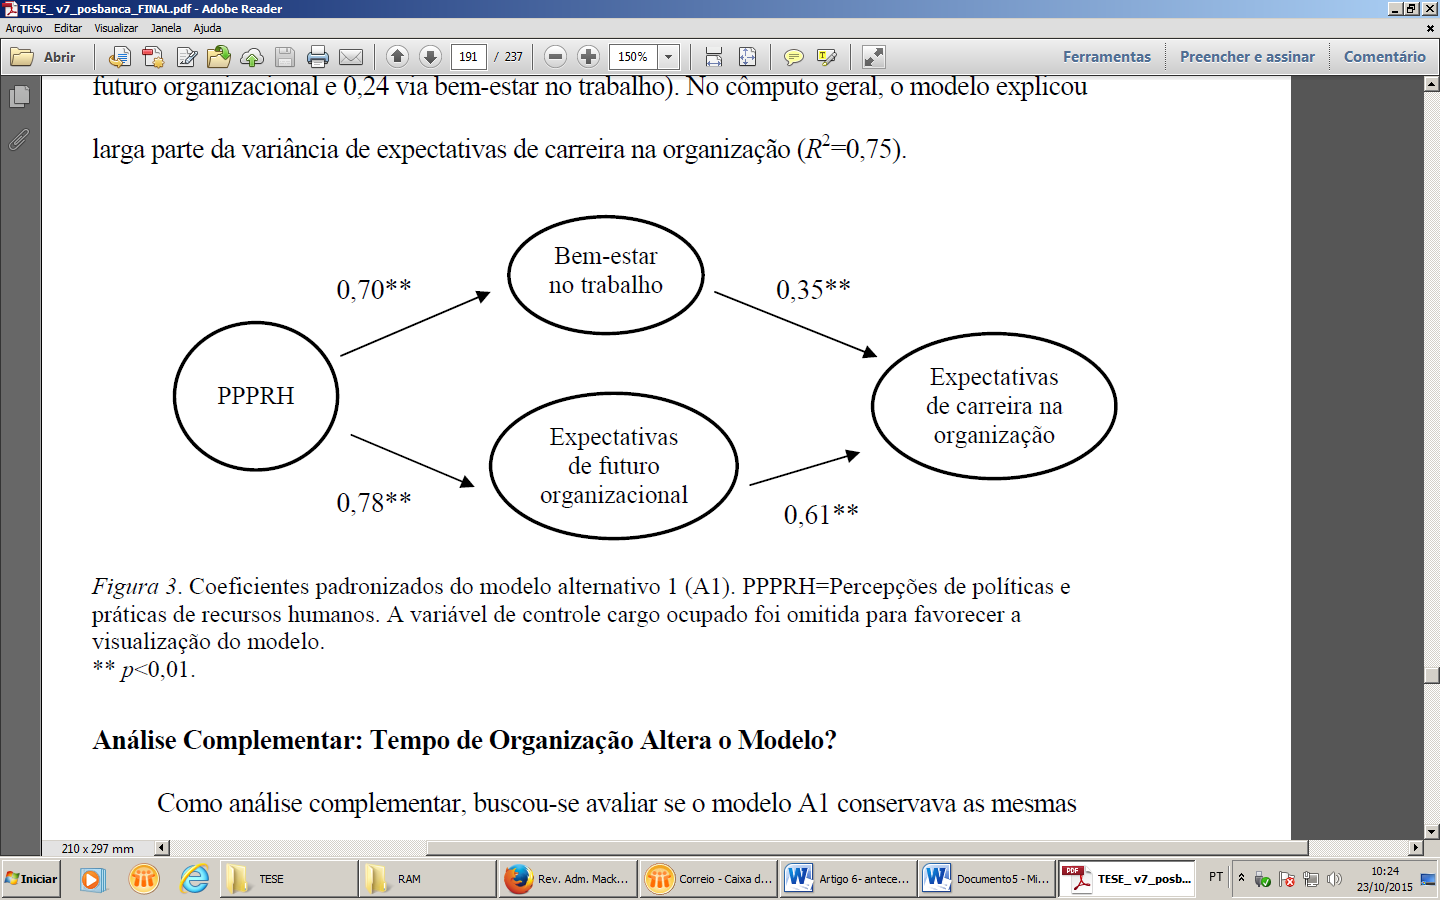 TESE_ v7_posbanca_FINAL.pdf - Adobe Reader
Arquivo Editar Visualizar Janela Ajuda
Abrir 191 / 237 150% Ferramentas Preencher e assinar Comentário
futuro organizacional e 0,24 via bem-estar no trabalho). No cômputo geral, o modelo explicou
larga parte da variância de expectativas de carreira na organização (R²=0,75).
Bem-estar
no trabalho
0,70**
0,35**
PPPRH
Expectativas
de carreira na
organização
Expectativas
de futuro
organizacional
0,78**
0,61**
Figura 3. Coeficientes padronizados do modelo alternativo 1 (A1). PPPRH=Percepções de políticas e
práticas de recursos humanos. A variável de controle cargo ocupado foi omitida para favorecer a
visualização do modelo.
** p<0,01.
Análise Complementar: Tempo de Organização Altera o Modelo?
Como análise complementar, buscou-se avaliar se o modelo A1 conservava as mesmas
210 x 297 mm
Iniciar TESE RAM Rev. Adm. Mack... Correio - Caixa d... Artigo 6- antece... Documento5 - Mi... TESE_ v7_posb... PT 10:24
23/10/2015